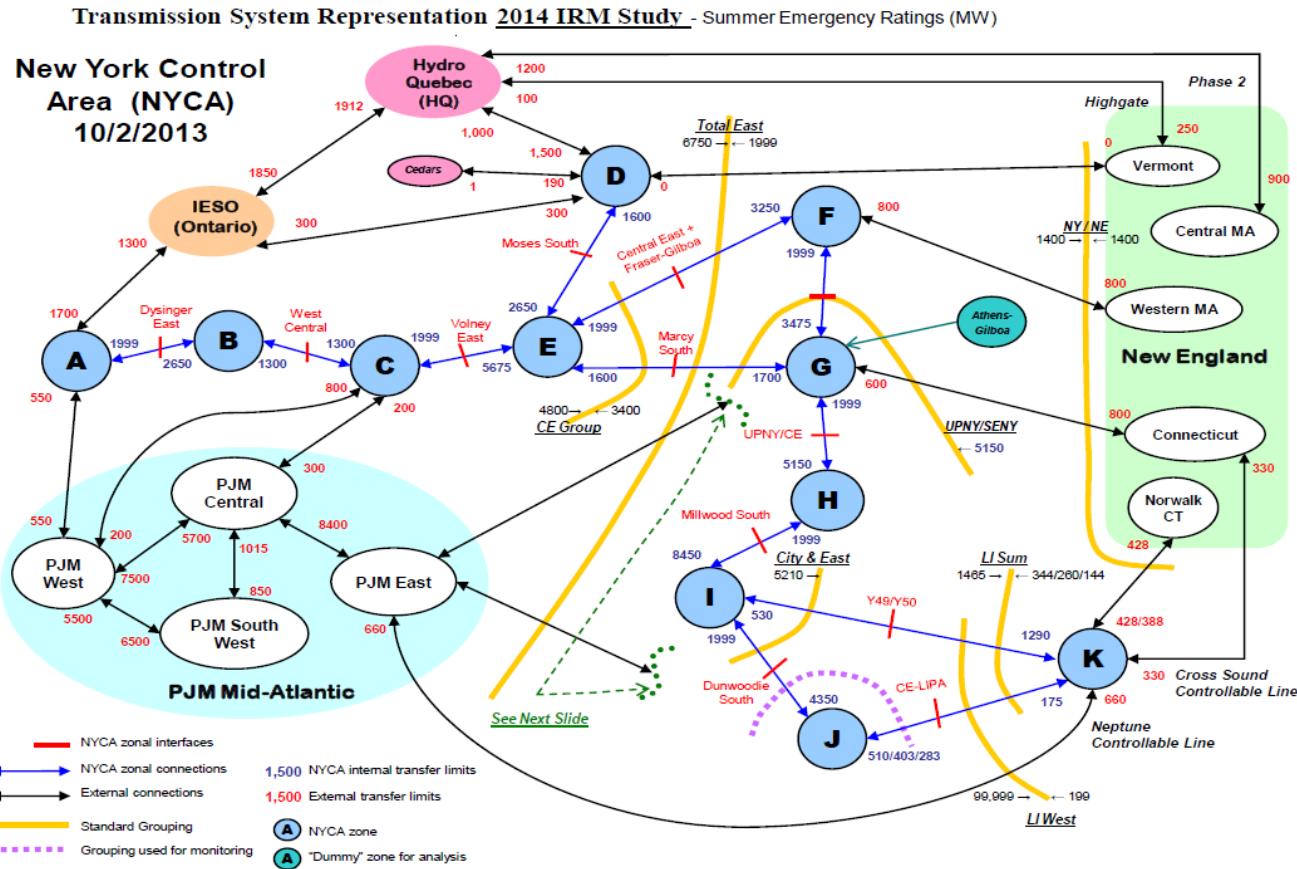 Transmission System Representation 2014 IRM Study - Summer Emergency Ratings (MW)
New York Control
Area (NYCA)
10/2/2013
Hydro
Quebec
(HQ)
1200
100
1912
1,000
1,500
Phase 2
Highgate
250
0
Vermont
900
Total East
6750 → ← 1999
Cedars
1
190
D
0
300
1600
1850
IESO
(Ontario)
300
1300
3250
F
800
1999
Central MA
NY / NE
1400 → ← 1400
Moses South
Central East +
Fraser-Gilboa
800
Western MA
1700
Dysinger
East
A
1999
2650
B
West
Central
1300
1300
C
1999
Volney
East
5675
2650
E
1999
1600
Marcy
South
3475
1700
G
600
1999
Athens-
Gilboa
New England
550
800
200
4800→ ← 3400
CE Group
UPNY/CE
UPNY/SENY
← 5150
800
Connecticut
330
5150
H
1999
Norwalk
CT
428
PJM
Central
300
550
200
5700
1015
8400
PJM
West
7500
850
5500
6500
PJM South
West
PJM East
660
PJM Mid-Atlantic
Millwood South
8450
I
530
1999
City & East
5210 →
LI Sum
1465 → ← 344/260/144
Y49/Y50
1290
428/388
K
330
Cross Sound
Controllable Line
660
175
Neptune
Controllable Line
Dunwoodie
South
4350
J
510/403/283
CE-LIPA
See Next Slide
99,999 → ← 199
LI West
NYCA zonal interfaces
NYCA zonal connections
External connections
Standard Grouping
Grouping used for monitoring
1,500 NYCA internal transfer limits
1,500 External transfer limits
A NYCA zone
A "Dummy" zone for analysis